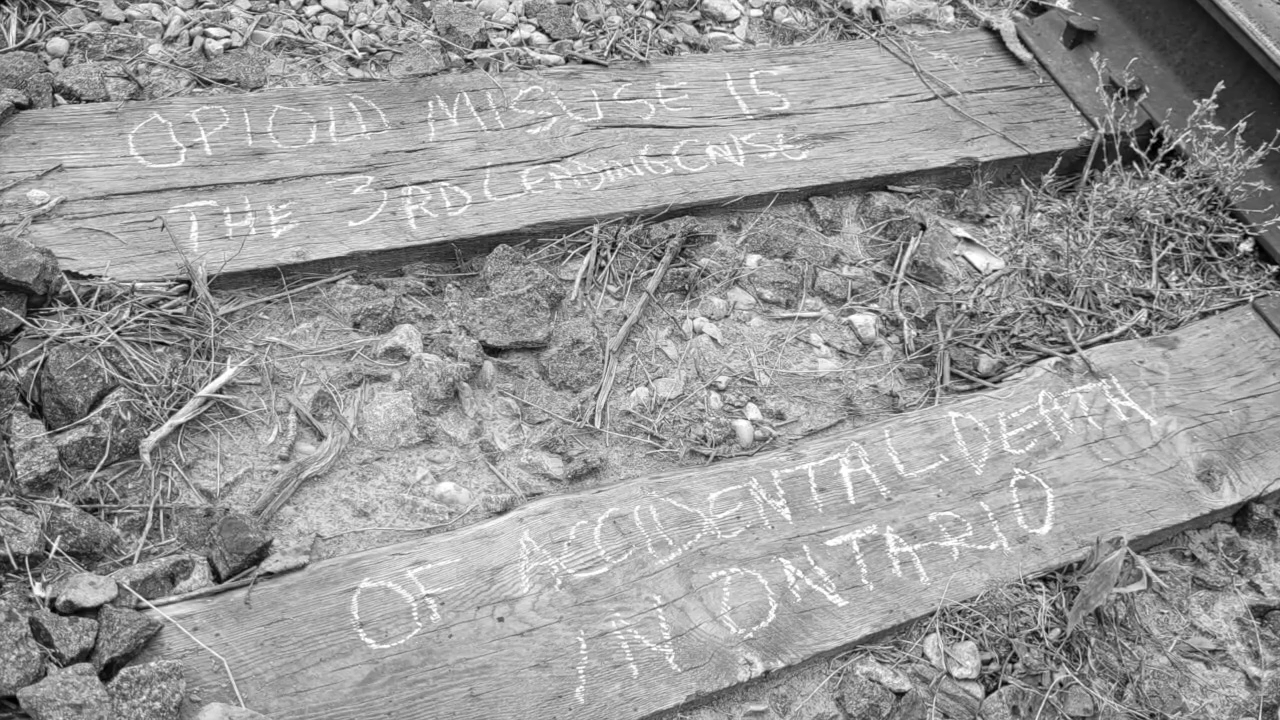 OPIOID MISUSE IS
THE 3RD LEADING CAUSE
OF ACCIDENTAL DEATH
IN ONTARIO